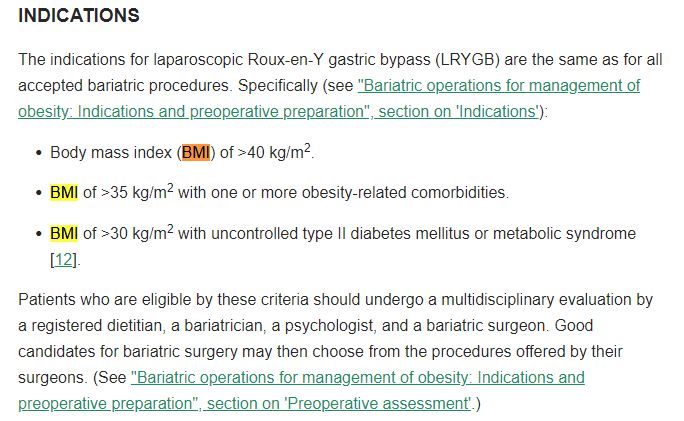 INDICATIONS
The indications for laparoscopic Roux-en-Y gastric bypass (LRYGB) are the same as for all
accepted bariatric procedures. Specifically (see "Bariatric operations for management of
obesity: Indications and preoperative preparation", section on 'Indications'):
• Body mass index (BMI) of >40 kg/m².
• BMI of >35 kg/m² with one or more obesity-related comorbidities.
• BMI of >30 kg/m² with uncontrolled type II diabetes mellitus or metabolic syndrome
[12].
Patients who are eligible by these criteria should undergo a multidisciplinary evaluation by
a registered dietitian, a bariatrician, a psychologist, and a bariatric surgeon. Good
candidates for bariatric surgery may then choose from the procedures offered by their
surgeons. (See "Bariatric operations for management of obesity: Indications and
preoperative preparation", section on 'Preoperative assessment'.)